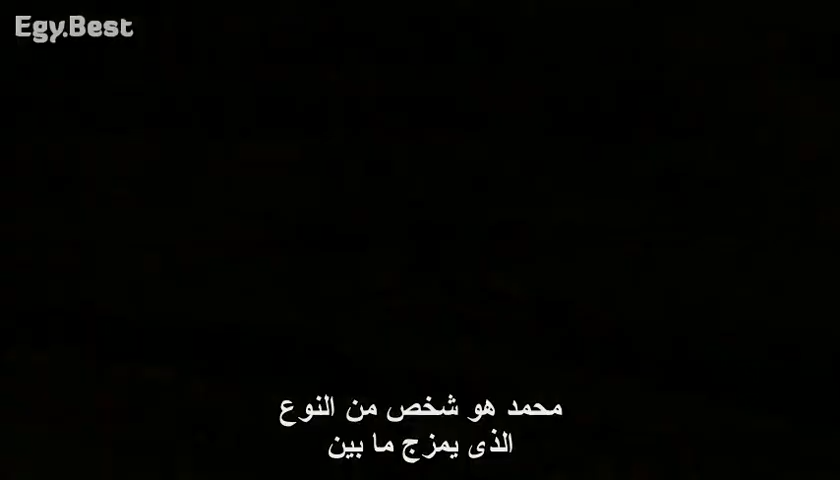 Egy.Best
محمد هو شخص من النوع
الذى يمزج ما بين